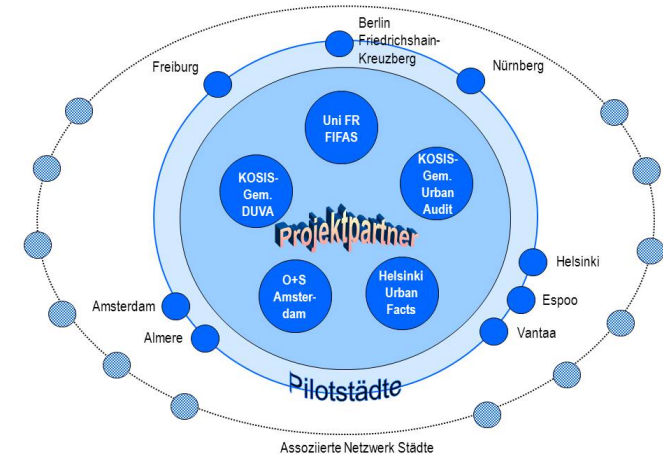 Berlin
Friedrichshain-
Kreuzberg
Freiburg
Nürnberg
Uni FR
FIFAS
KOSIS-
Gem.
DUVA
KOSIS-
Gem.
Urban
Audit
Projektpartner
O+S
Amster-
dam
Helsinki
Urban
Facts
Helsinki
Espoo
Vantaa
Amsterdam
Almere
Pilotstädte
Assoziierte Netzwerk Städte